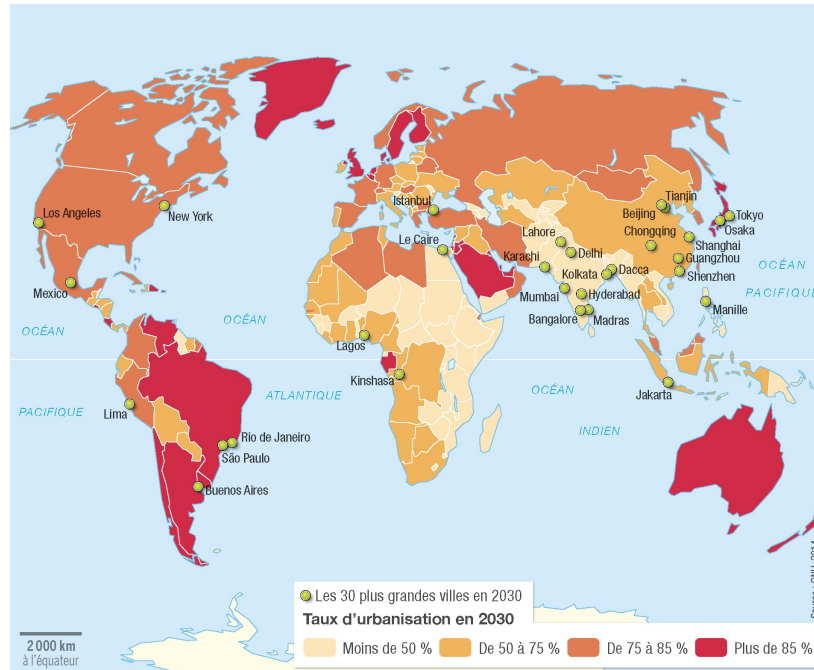 Los Angeles
New York
Mexico
Lima
Rio de Janeiro
São Paulo
Buenos Aires
Istanbul
Le Caire
Lagos
Kinshasa
Lahore
Karachi
Delhi
Kolkata
Dacca
Mumbai
Hyderabad
Bangalore
Madras
Tianjin
Beijing
Chongqing
Tokyo
Osaka
Shanghai
Guangzhou
Shenzhen
Manille
Jakarta
OCÉAN
PACIFIQUE
OCÉAN
ATLANTIQUE
OCÉAN
INDIEN
OCÉAN
PACIFIQUE
2 000 km
à l'équateur
Les 30 plus grandes villes en 2030
Taux d'urbanisation en 2030
Moins de 50 %
De 50 à 75 %
De 75 à 85 %
Plus de 85 %